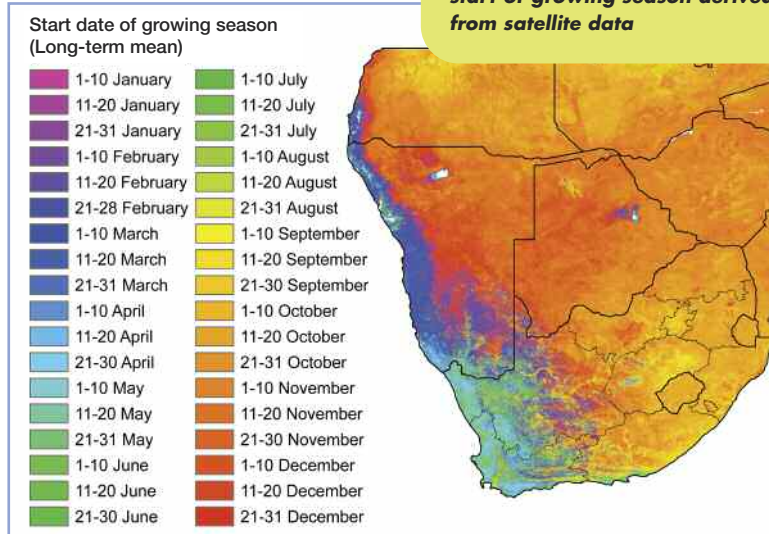 start of growing season derived
from satellite data
Start date of growing season
(Long-term mean)
1-10 January
11-20 January
21-31 January
1-10 February
11-20 February
21-28 February
1-10 March
11-20 March
21-31 March
1-10 April
11-20 April
21-30 April
1-10 May
11-20 May
21-31 May
1-10 June
11-20 June
21-30 June
1-10 July
11-20 July
21-31 July
1-10 August
11-20 August
21-31 August
1-10 September
11-20 September
21-30 September
1-10 October
11-20 October
21-31 October
1-10 November
11-20 November
21-30 November
1-10 December
11-20 December
21-31 December